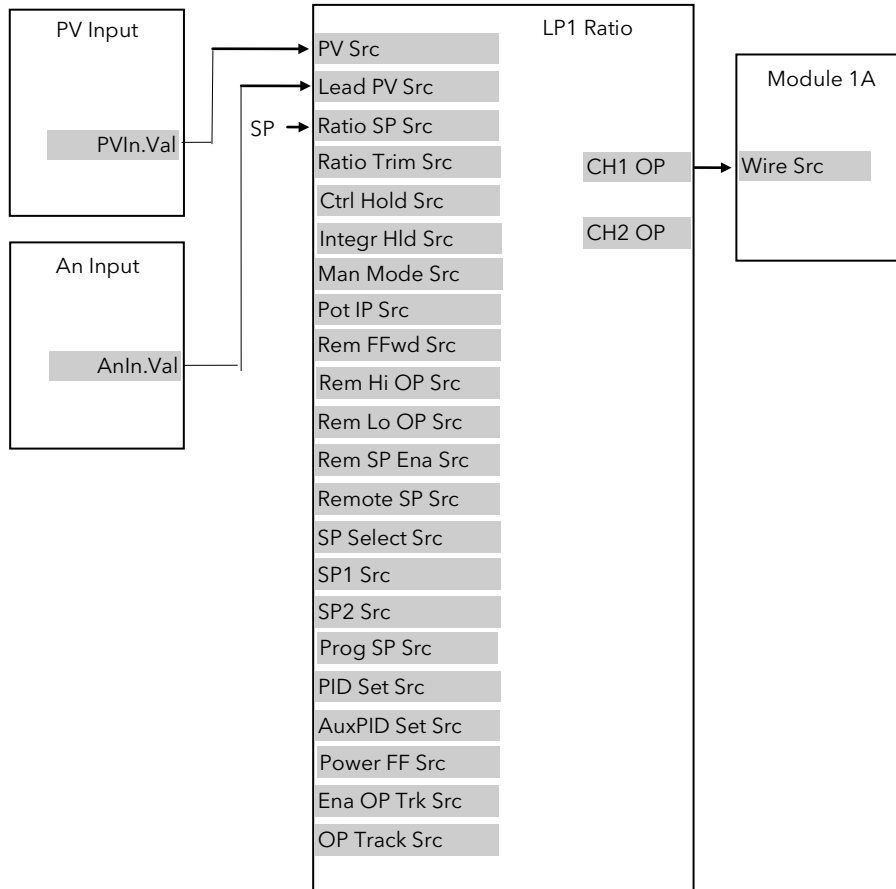 PV Input
PVIn.Val
An Input
AnIn.Val
SP
LP1 Ratio
PV Src
Lead PV Src
Ratio SP Src
Ratio Trim Src
Ctrl Hold Src
Integr Hld Src
Man Mode Src
Pot IP Src
Rem FFwd Src
Rem Hi OP Src
Rem Lo OP Src
Rem SP Ena Src
Remote SP Src
SP Select Src
SP1 Src
SP2 Src
Prog SP Src
PID Set Src
AuxPID Set Src
Power FF Src
Ena OP Trk Src
OP Track Src
CH1 OP
CH2 OP
Module 1A
Wire Src